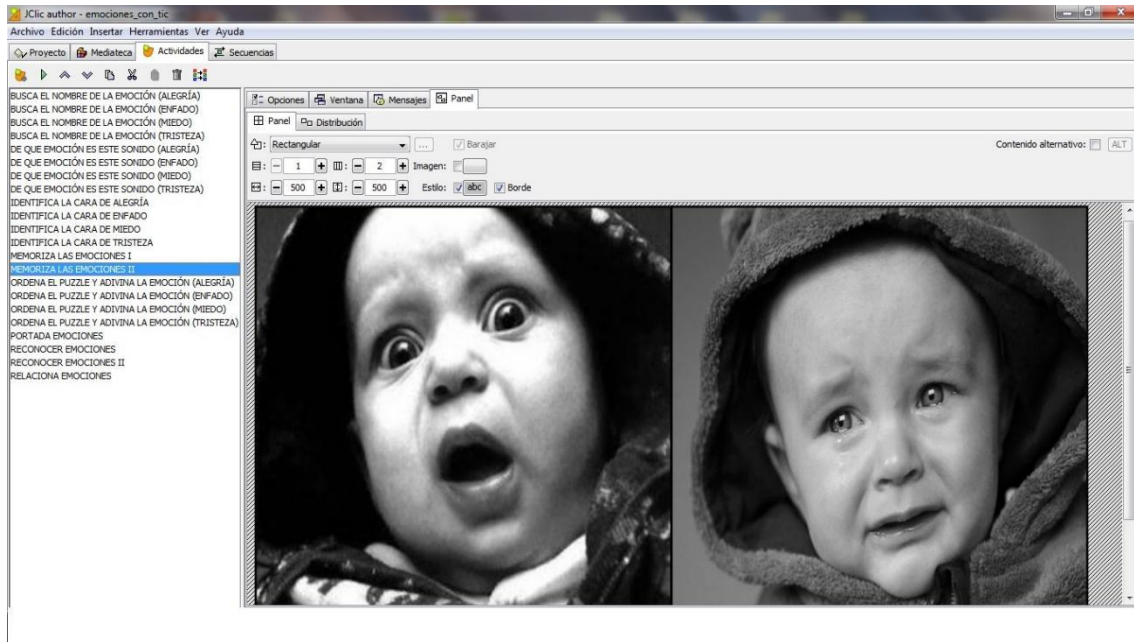 JClic author - emociones_con_tic
Archivo Edición Insertar Herramientas Ver Ayuda
Proyecto Mediateca Actividades Secuencias
BUSCA EL NOMBRE DE LA EMOCIÓN (ALEGRÍA)
BUSCA EL NOMBRE DE LA EMOCIÓN (ENFADO)
BUSCA EL NOMBRE DE LA EMOCIÓN (MIEDO)
BUSCA EL NOMBRE DE LA EMOCIÓN (TRISTEZA)
DE QUE EMOCIÓN ES ESTE SONIDO (ALEGRÍA)
DE QUE EMOCIÓN ES ESTE SONIDO (ENFADO)
DE QUE EMOCIÓN ES ESTE SONIDO (MIEDO)
DE QUE EMOCIÓN ES ESTE SONIDO (TRISTEZA)
IDENTIFICA LA CARA DE ALEGRÍA
IDENTIFICA LA CARA DE ENFADO
IDENTIFICA LA CARA DE MIEDO
IDENTIFICA LA CARA DE TRISTEZA
MEMORIZA LAS EMOCIONES I
MEMORIZA LAS EMOCIONES II
ORDENA EL PUZZLE Y ADIVINA LA EMOCIÓN (ALEGRÍA)
ORDENA EL PUZZLE Y ADIVINA LA EMOCIÓN (ENFADO)
ORDENA EL PUZZLE Y ADIVINA LA EMOCIÓN (MIEDO)
ORDENA EL PUZZLE Y ADIVINA LA EMOCIÓN (TRISTEZA)
PORTADA EMOCIONES
RECONOCER EMOCIONES
RECONOCER EMOCIONES II
RELACIONA EMOCIONES
Opciones Ventana Mensajes Panel
Panel Distribución
Rectangular ... Barajar Contenido alternativo: ALT
1 2 Imagen:
500 500 Estilo: abc Borde